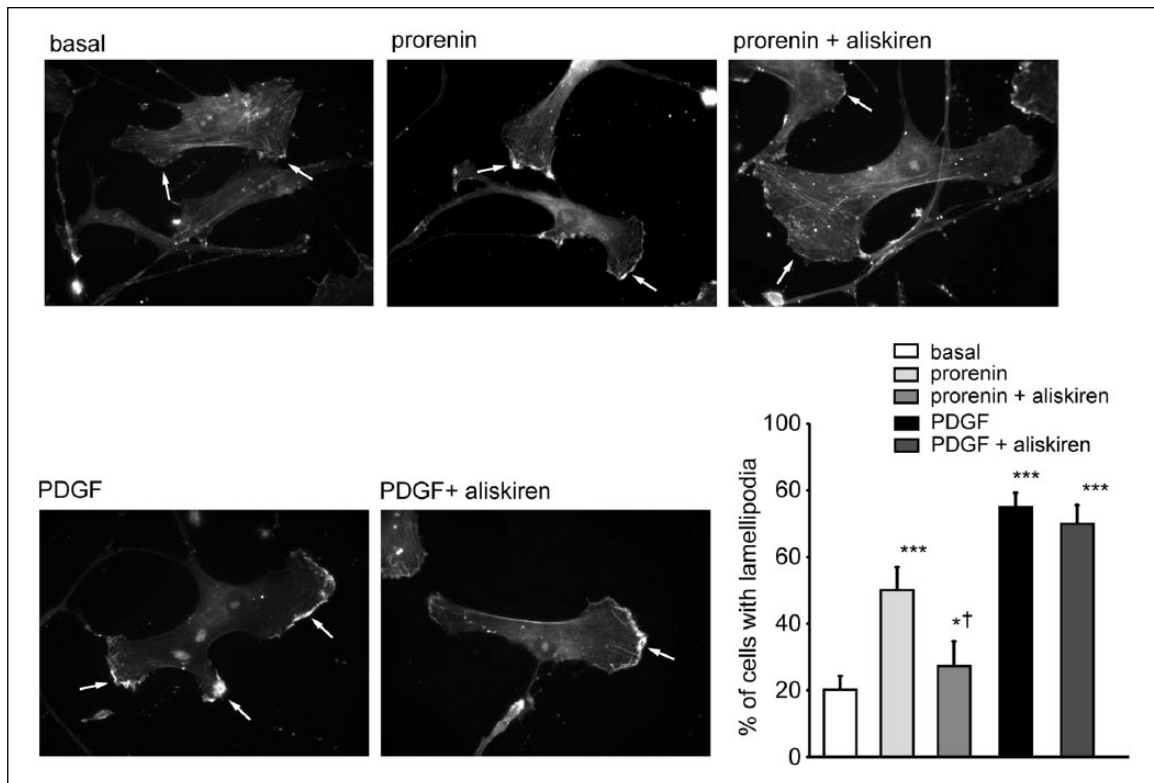 basal
prorenin
prorenin + aliskiren
PDGF
PDGF+ aliskiren
basal
prorenin
prorenin + aliskiren
PDGF
PDGF + aliskiren
% of cells with lamellipodia
100
60
60
40
20
0
***
*†
***
***